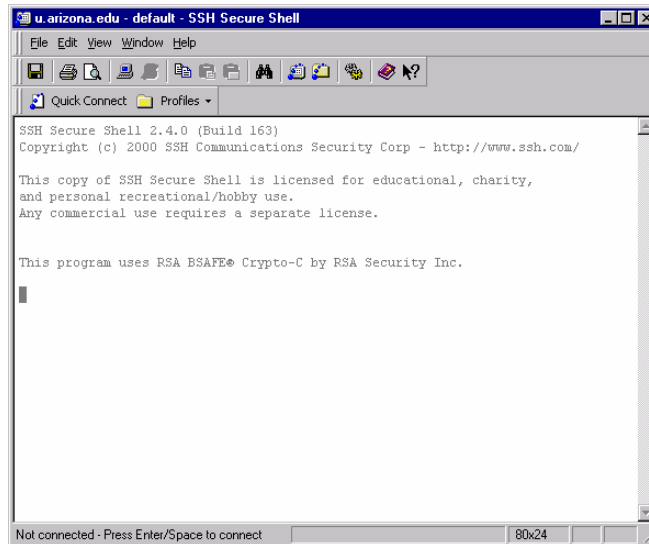 u.arizona.edu - default - SSH Secure Shell
File Edit View Window Help
Quick Connect Profiles
SSH Secure Shell 2.4.0 (Build 163)
Copyright (c) 2000 SSH Communications Security Corp - http://www.ssh.com/
This copy of SSH Secure Shell is licensed for educational, charity,
and personal recreational/hobby use.
Any commercial use requires a separate license.
This program uses RSA BSAFE® Crypto-C by RSA Security Inc.
Not connected - Press Enter/Space to connect 80x24